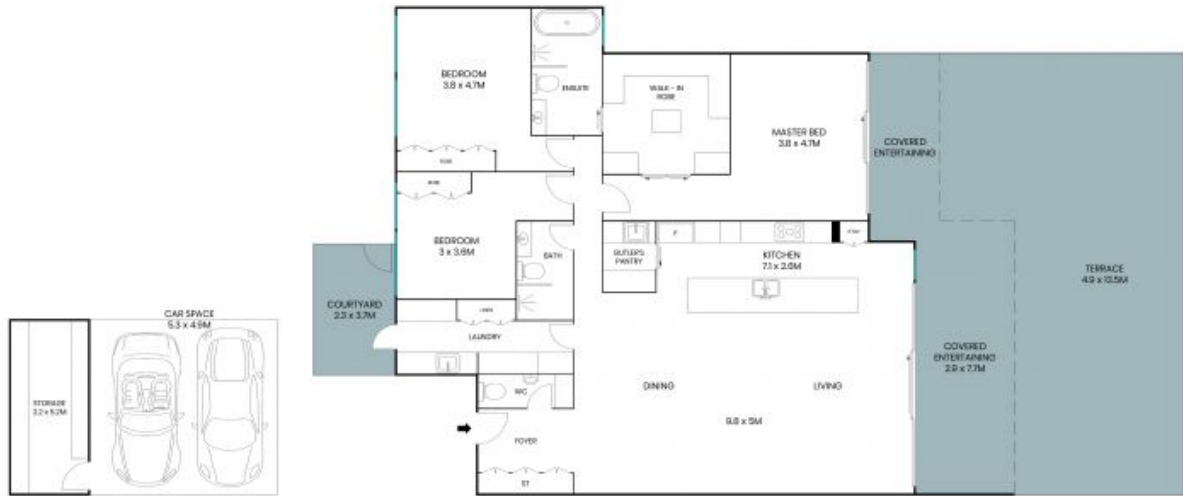 BEDROOM
3.8 x 4.7M
ENSUITE
WALK - IN
ROBE
MASTER BED
3.8 x 4.7M
COVERED
ENTERTAINING
ROBE
BEDROOM
3 x 3.6M
BATH
BUTLER'S
PANTRY
F
KITCHEN
7.1 x 2.6M
TERRACE
4.9 x 13.5M
COURTYARD
2.3 x 3.7M
LINEN
LAUNDRY
CAR SPACE
5.3 x 4.9M
COVERED
ENTERTAINING
2.9 x 7.7M
STORAGE
2.2 x 5.2M
WC
DINING
LIVING
9.8 x 5M
FOYER
ST